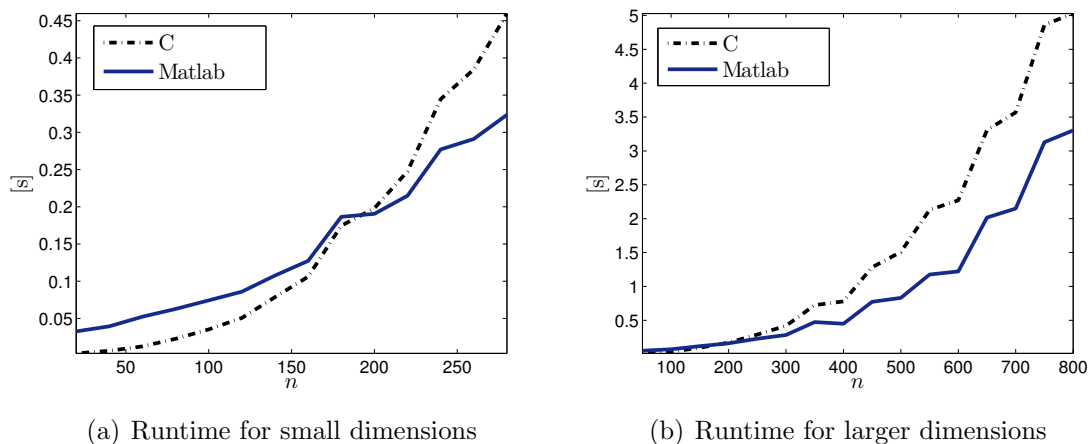 0.45
0.4
0.35
0.3
0.25
0.2
0.15
0.1
0.05
[s]
C
Matlab
50 100 150 200 250
n
(a) Runtime for small dimensions
5
4.5
4
3.5
3
2.5
2
1.5
1
0.5
[s]
C
Matlab
100 200 300 400 500 600 700 800
n
(b) Runtime for larger dimensions